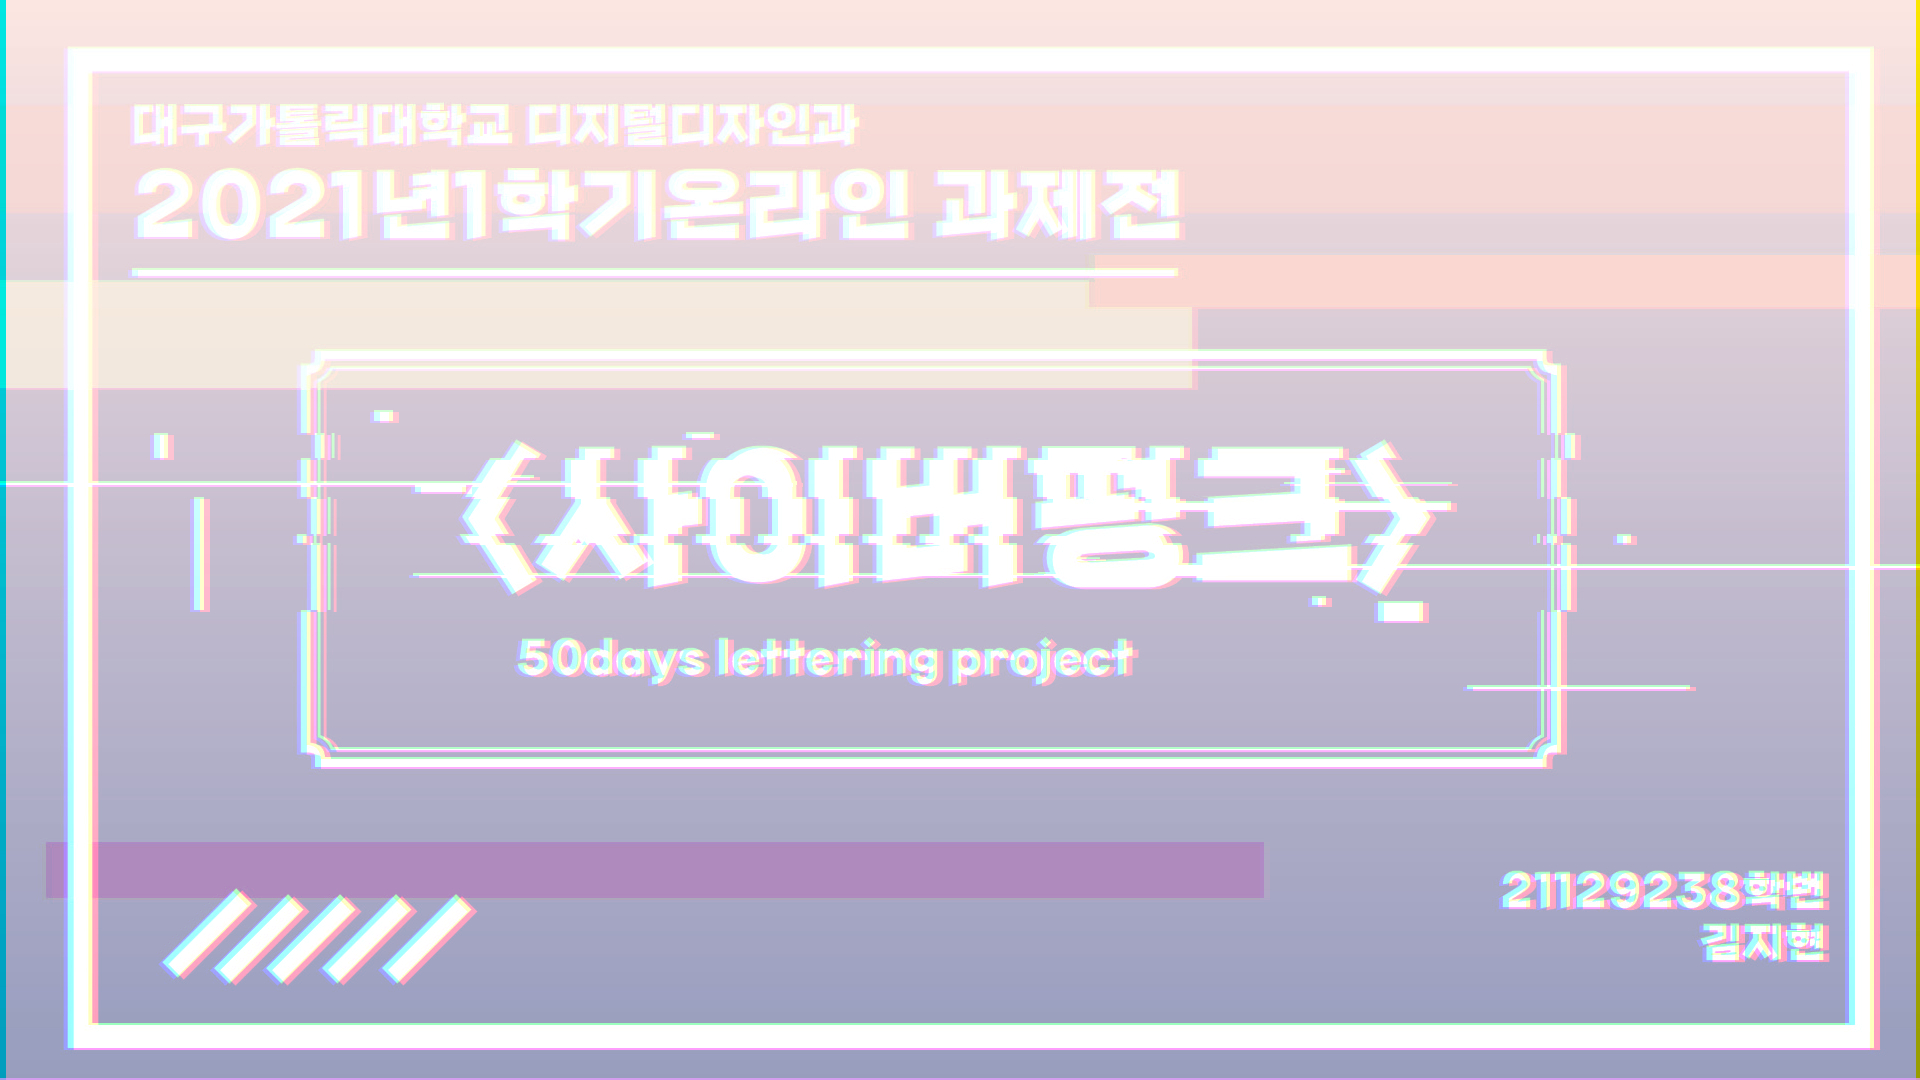 대구가톨릭대학교 디지털디자인과
2021년1학기온라인 과제전
〈사이버펑크〉
50days lettering project
21129238학번
김지현